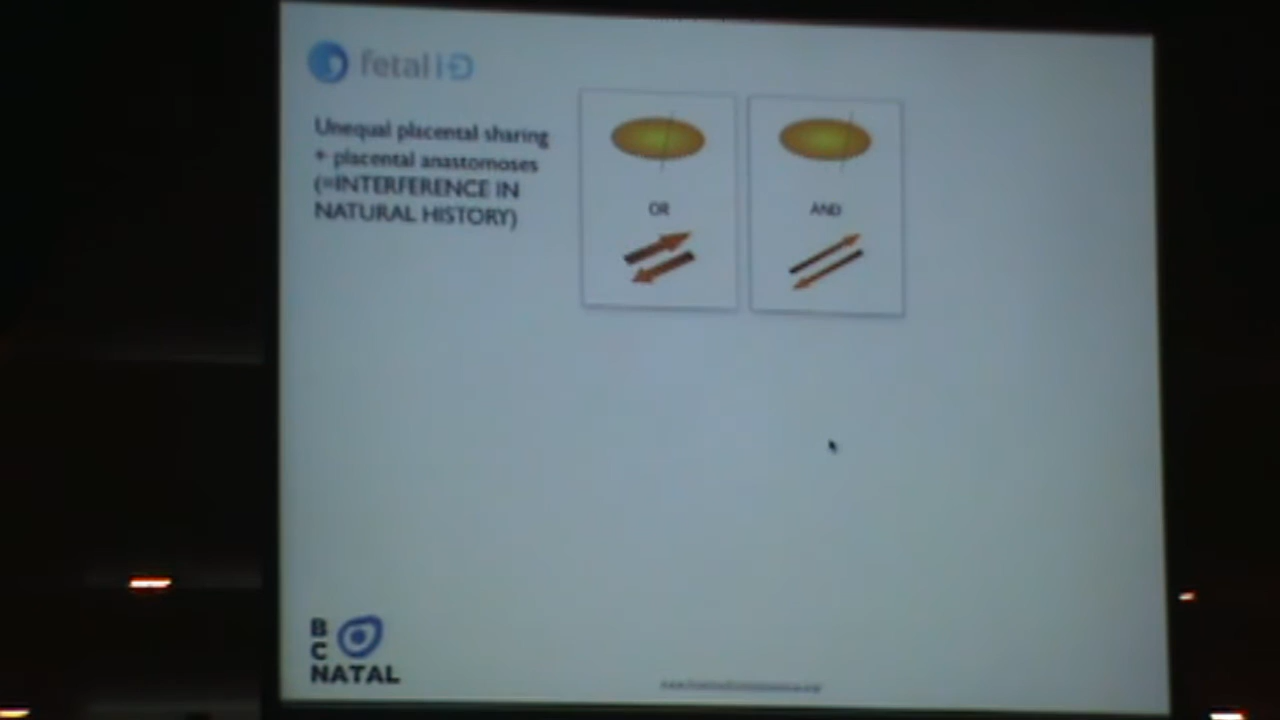 fetal i+D
Unequal placental sharing
+ placental anastomoses
(=INTERFERENCE IN
NATURAL HISTORY)
OR
AND
B
C
NATAL